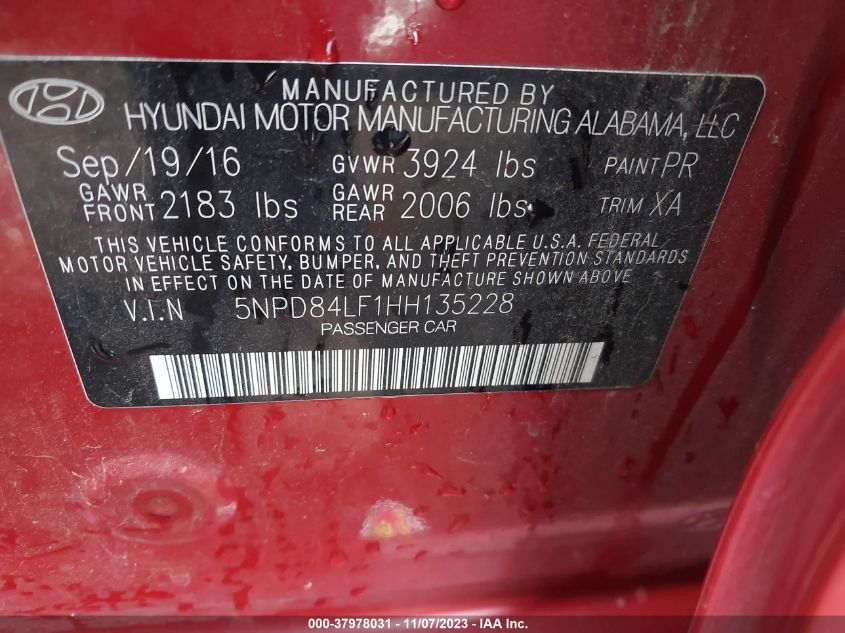 MANUFACTURED BY
HYUNDAI MOTOR MANUFACTURING ALABAMA, LLC
Sep/19/16 GVWR 3924 lbs PAINT PR
GAWR FRONT 2183 lbs GAWR REAR 2006 lbs TRIM XA
THIS VEHICLE CONFORMS TO ALL APPLICABLE U.S.A. FEDERAL
MOTOR VEHICLE SAFETY, BUMPER, AND THEFT PREVENTION STANDARDS
IN EFFECT ON THE DATE OF MANUFACTURE SHOWN ABOVE
V.I.N 5NPD84LF1HH135228
PASSENGER CAR
000-37978031 - 11/07/2023 - IAA Inc.